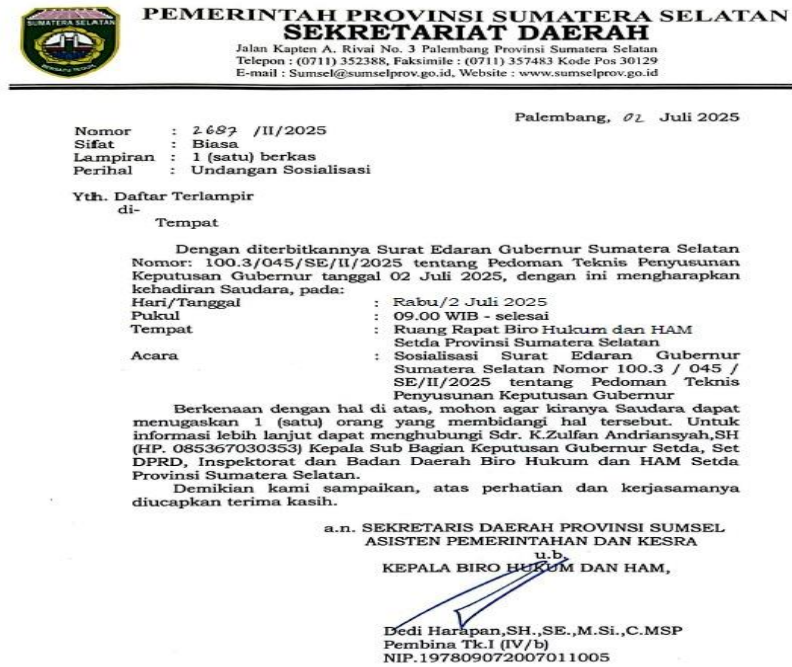 SUMATERA SELATAN
BERSATU TEGUH
PEMERINTAH PROVINSI SUMATERA SELATAN
SEKRETARIAT DAERAH
Jalan Kapten A. Rivai No. 3 Palembang Provinsi Sumatera Selatan
Telepon : (0711) 352388, Faksimile : (0711) 357483 Kode Pos 30129
E-mail : Sumsel@sumselprov.go.id, Website : www.sumselprov.go.id
Palembang, 02 Juli 2025
Nomor : 2687 /II/2025
Sifat : Biasa
Lampiran : 1 (satu) berkas
Perihal : Undangan Sosialisasi
Yth. Daftar Terlampir
di-
Tempat
Dengan diterbitkannya Surat Edaran Gubernur Sumatera Selatan
Nomor: 100.3/045/SE/II/2025 tentang Pedoman Teknis Penyusunan
Keputusan Gubernur tanggal 02 Juli 2025, dengan ini mengharapkan
kehadiran Saudara, pada:
Hari/Tanggal : Rabu/2 Juli 2025
Pukul : 09.00 WIB - selesai
Tempat : Ruang Rapat Biro Hukum dan HAM
Setda Provinsi Sumatera Selatan
Acara : Sosialisasi Surat Edaran Gubernur
Sumatera Selatan Nomor 100.3 / 045 /
SE/II/2025 tentang Pedoman Teknis
Penyusunan Keputusan Gubernur
Berkenaan dengan hal di atas, mohon agar kiranya Saudara dapat
menugaskan 1 (satu) orang yang membidangi hal tersebut. Untuk
informasi lebih lanjut dapat menghubungi Sdr. K.Zulfan Andriansyah,SH
(HP. 085367030353) Kepala Sub Bagian Keputusan Gubernur Setda, Set
DPRD, Inspektorat dan Badan Daerah Biro Hukum dan HAM Setda
Provinsi Sumatera Selatan.
Demikian kami sampaikan, atas perhatian dan kerjasamanya
diucapkan terima kasih.
a.n. SEKRETARIS DAERAH PROVINSI SUMSEL
ASISTEN PEMERINTAHAN DAN KESRA
u.b.
KEPALA BIRO HUKUM DAN HAM,
Dedi Harapan,SH.,SE.,M.Si.,C.MSP
Pembina Tk.I (IV/b)
NIP.197809072007011005